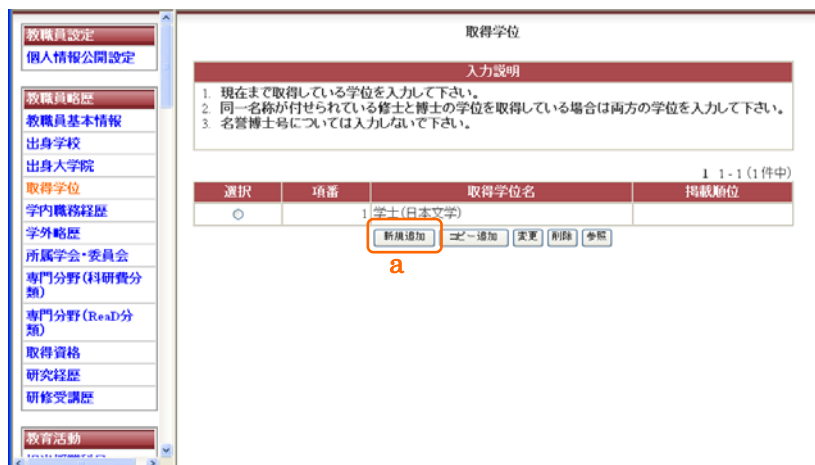 教職員設定
個人情報公開設定
教職員略歴
教職員基本情報
出身学校
出身大学院
取得学位
学内職務経歴
学外略歴
所属学会・委員会
専門分野(科研費分
類)
専門分野(ReaD分
類)
取得資格
研究経歴
研修受講歴
教育活動
取得学位
入力説明
1. 現在まで取得している学位を入力して下さい。
2. 同一名称が付せられている修士と博士の学位を取得している場合は両方の学位を入力して下さい。
3. 名誉博士号については入力しないで下さい。
1 1 - 1 (1件中)
選択 項番 取得学位名 掲載順位
1 学士(日本文学)
新規追加 コピー追加 変更 削除 参照
a